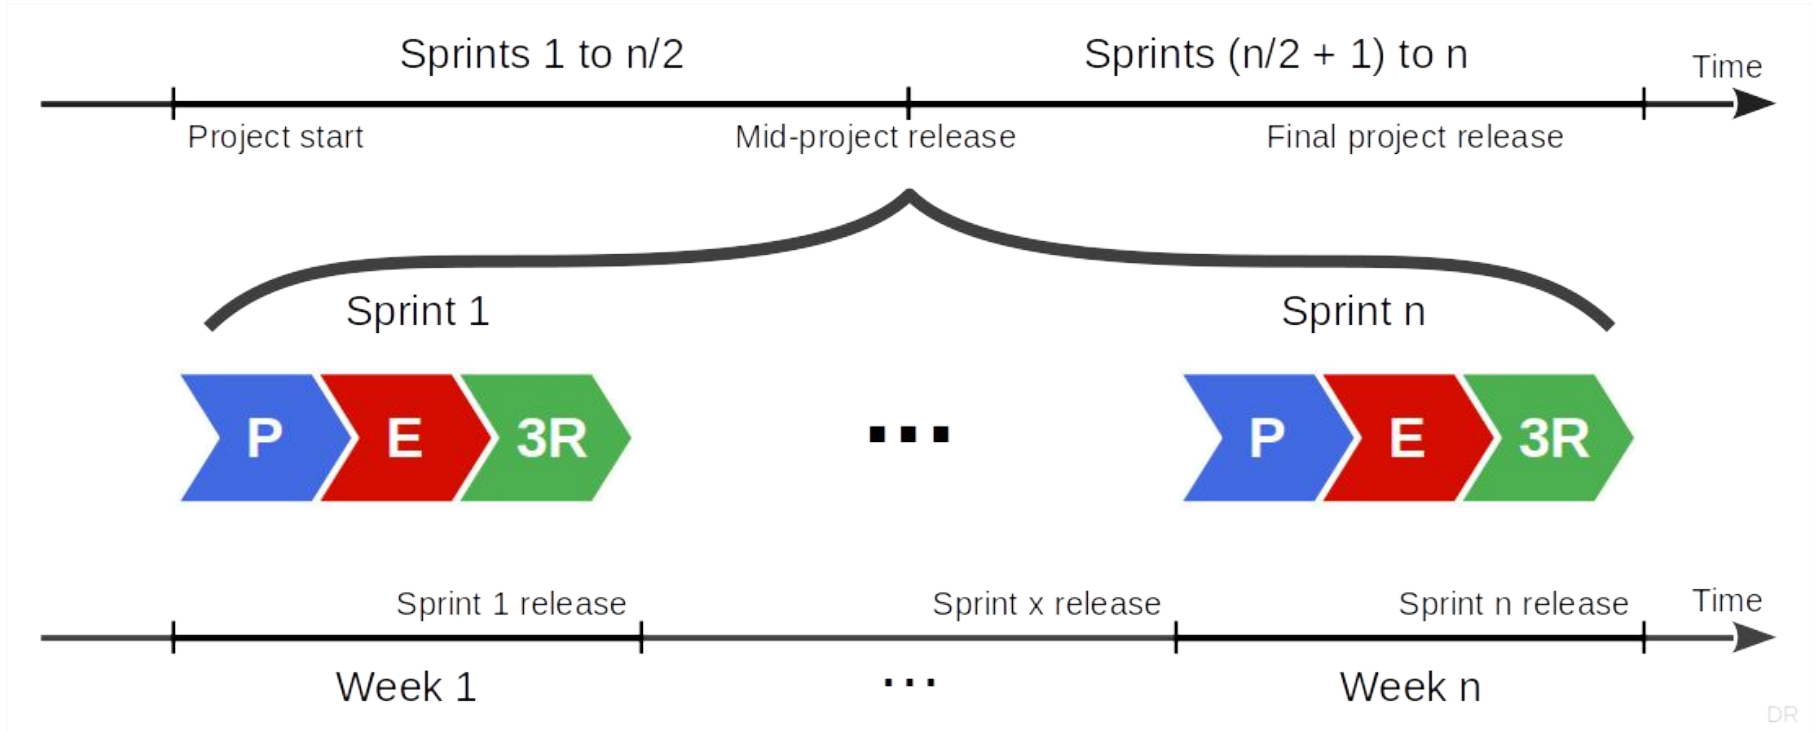 Sprints 1 to n/2
Sprints (n/2 + 1) to n
Time
Project start
Mid-project release
Final project release
Sprint 1
Sprint n
P
E
3R
...
P
E
3R
Sprint 1 release
Sprint x release
Sprint n release
Time
Week 1
...
Week n
DR